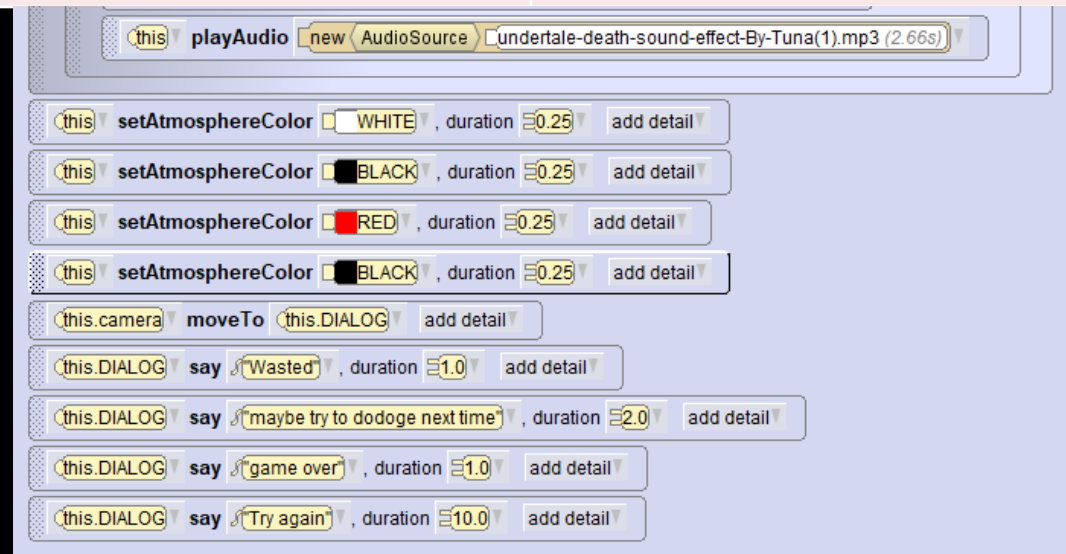 this playAudio new AudioSource undertale-death-sound-effect-By-Tuna(1).mp3 (2.66s)
this setAtmosphereColor WHITE , duration 0.25 add detail
this setAtmosphereColor BLACK , duration 0.25 add detail
this setAtmosphereColor RED , duration 0.25 add detail
this setAtmosphereColor BLACK , duration 0.25 add detail
this.camera moveTo this.DIALOG add detail
this.DIALOG say "Wasted" , duration 1.0 add detail
this.DIALOG say "maybe try to dodoge next time" , duration 2.0 add detail
this.DIALOG say "game over" , duration 1.0 add detail
this.DIALOG say "Try again" , duration 10.0 add detail